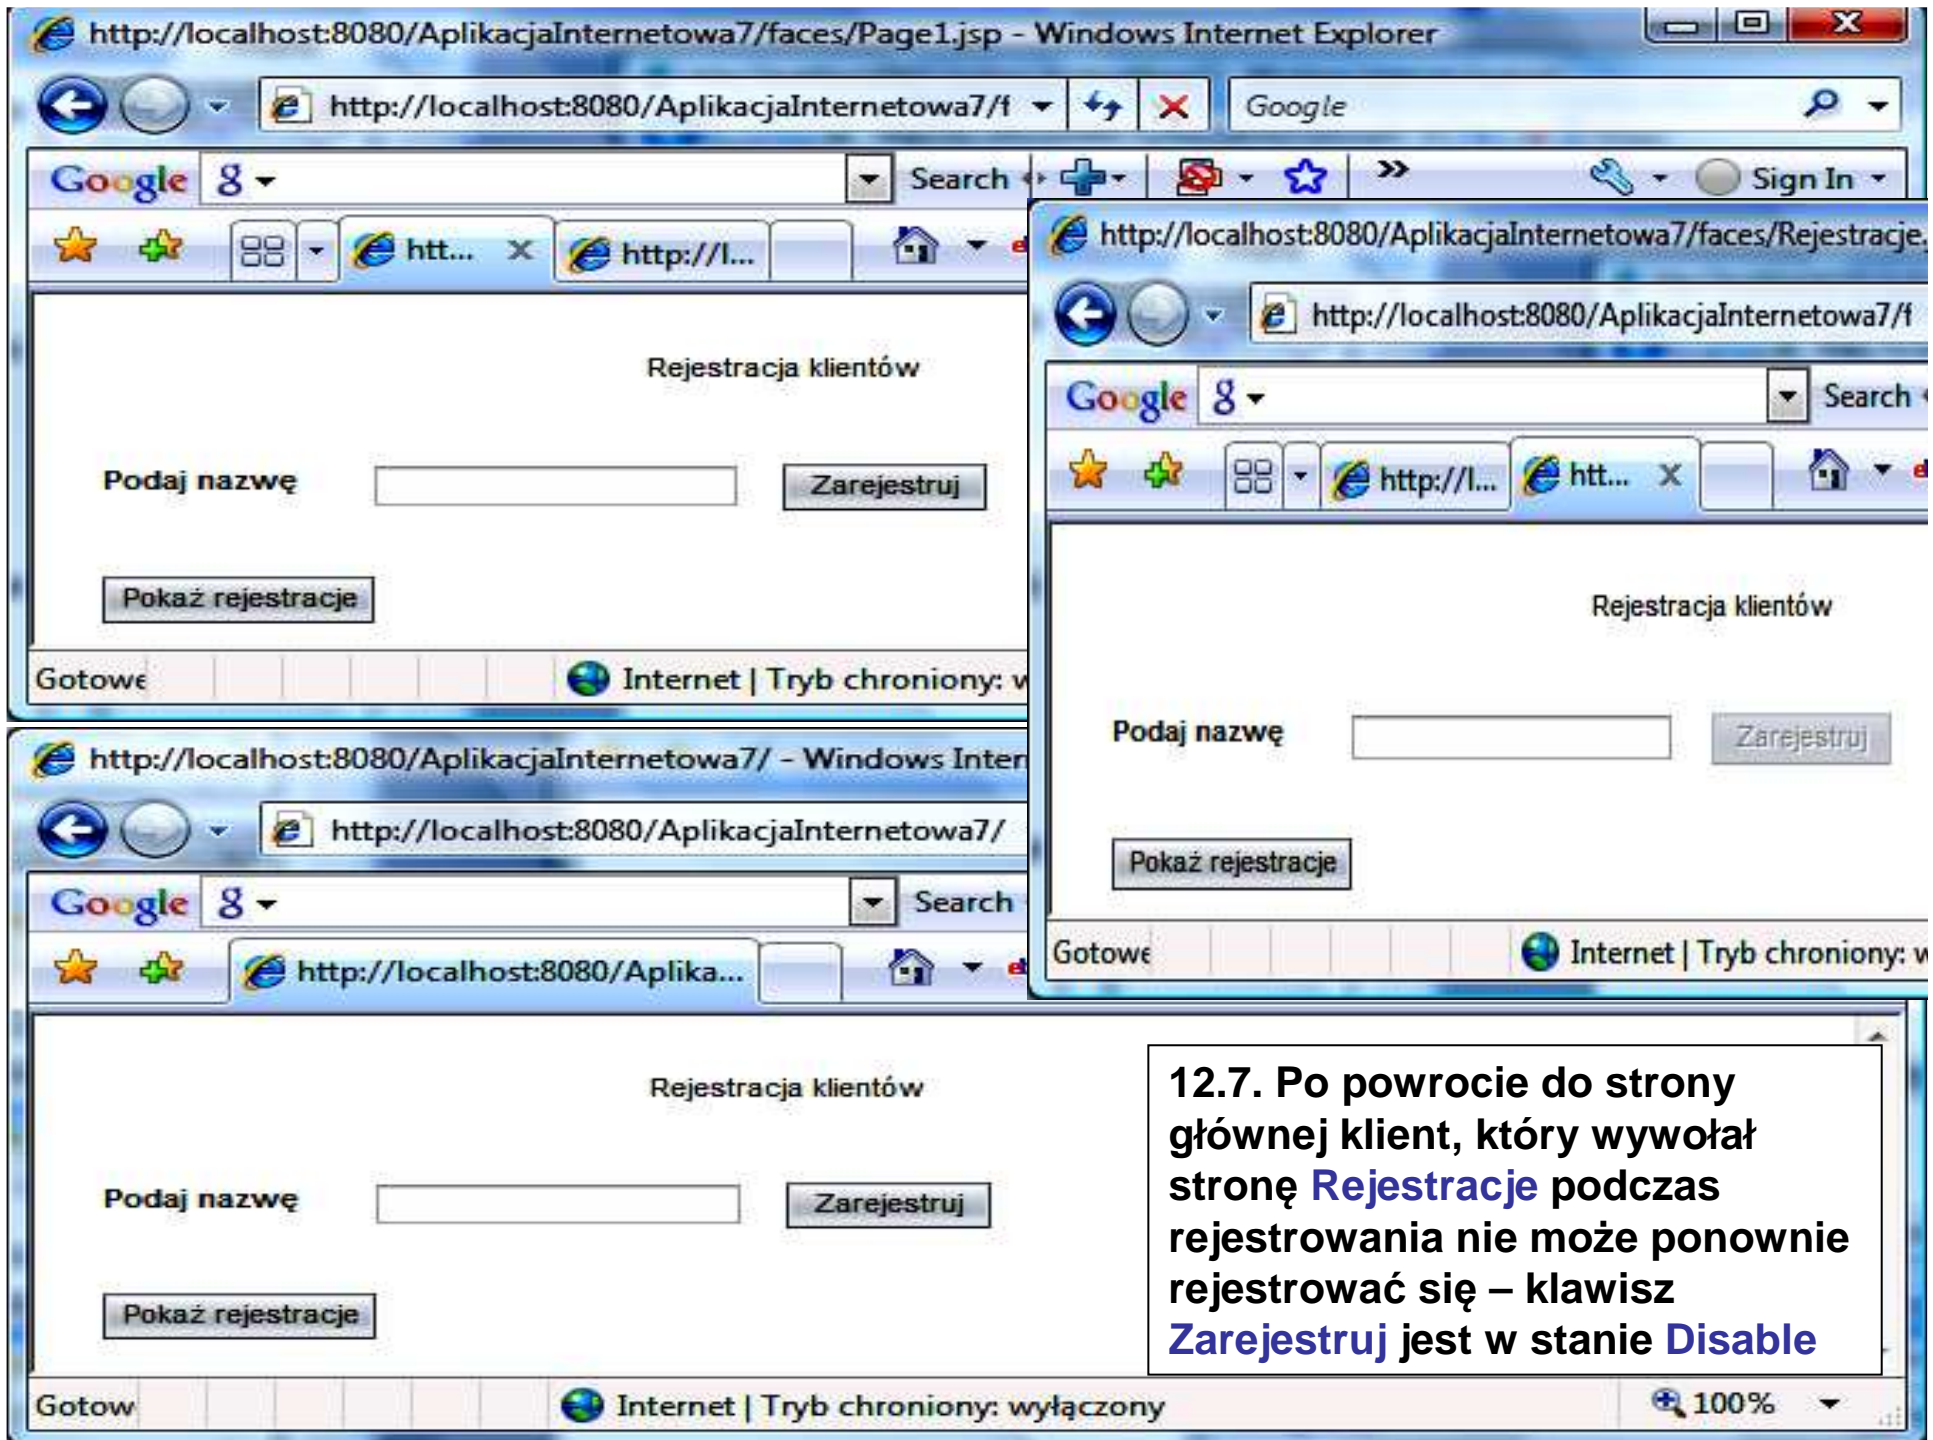 http://localhost:8080/AplikacjaInternetowa7/faces/Page1.jsp - Windows Internet Explorer
http://localhost:8080/AplikacjaInternetowa7/f
Google
Google
Search
Sign In
htt...
http://l...
Rejestracja klientów
Podaj nazwę
Zarejestruj
Pokaż rejestracje
Gotowe
Internet | Tryb chroniony: w
http://localhost:8080/AplikacjaInternetowa7/faces/Rejestracje.
http://localhost:8080/AplikacjaInternetowa7/f
Google
Search
http://l...
htt...
Rejestracja klientów
Podaj nazwę
Zarejestruj
Pokaż rejestracje
Gotowe
Internet | Tryb chroniony: w
http://localhost:8080/AplikacjaInternetowa7/ - Windows Inter
http://localhost:8080/AplikacjaInternetowa7/
Google
Search
http://localhost:8080/Aplika...
Rejestracja klientów
Podaj nazwę
Zarejestruj
Pokaż rejestracje
Gotow
Internet | Tryb chroniony: wyłączony
100%
12.7. Po powrocie do strony
głównej klient, który wywołał
stronę Rejestracje podczas
rejestrowania nie może ponownie
rejestrować się – klawisz
Zarejestruj jest w stanie Disable